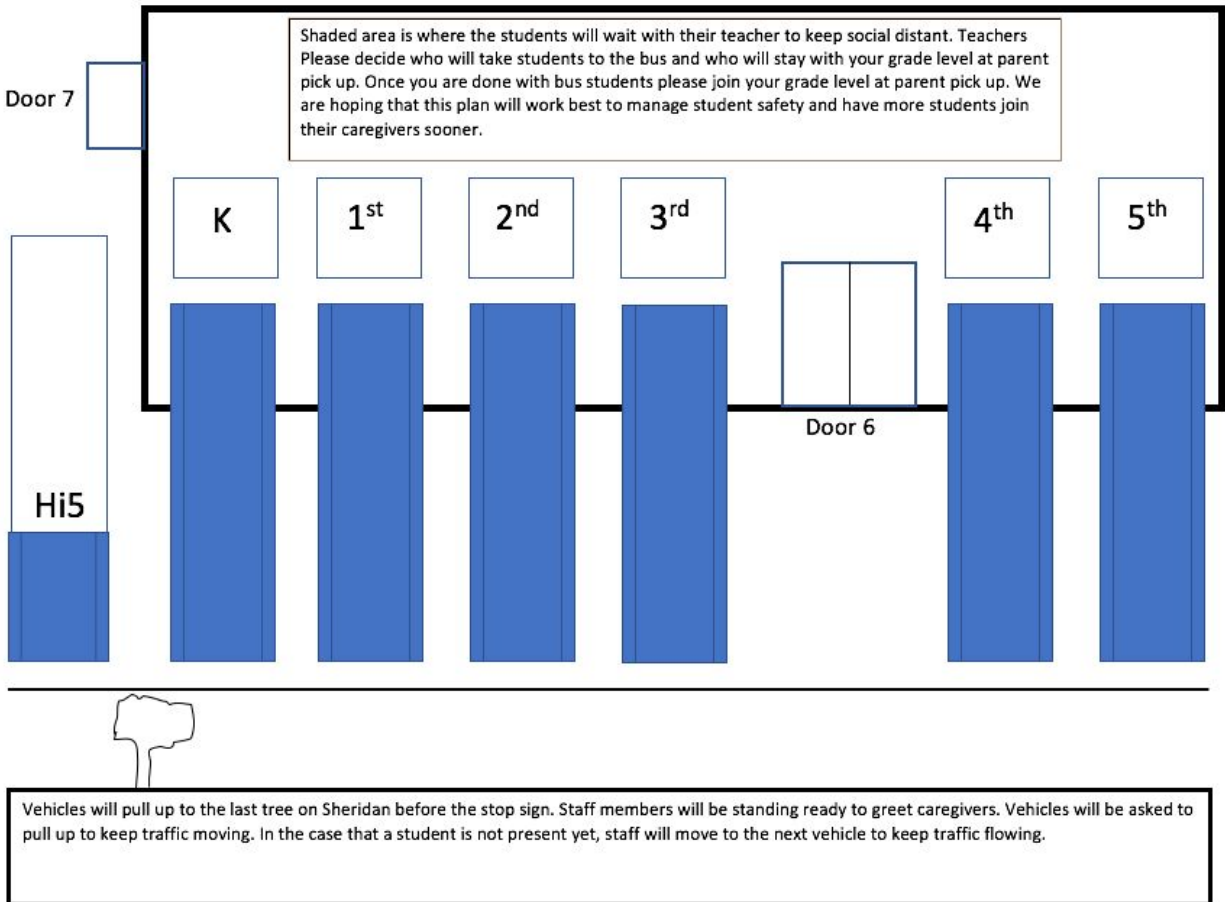 Shaded area is where the students will wait with their teacher to keep social distant. Teachers
Please decide who will take students to the bus and who will stay with your grade level at parent
pick up. Once you are done with bus students please join your grade level at parent pick up. We
are hoping that this plan will work best to manage student safety and have more students join
their caregivers sooner.
Door 7
K
1st
2nd
3rd
4th
5th
Door 6
Hi5
Vehicles will pull up to the last tree on Sheridan before the stop sign. Staff members will be standing ready to greet caregivers. Vehicles will be asked to
pull up to keep traffic moving. In the case that a student is not present yet, staff will move to the next vehicle to keep traffic flowing.